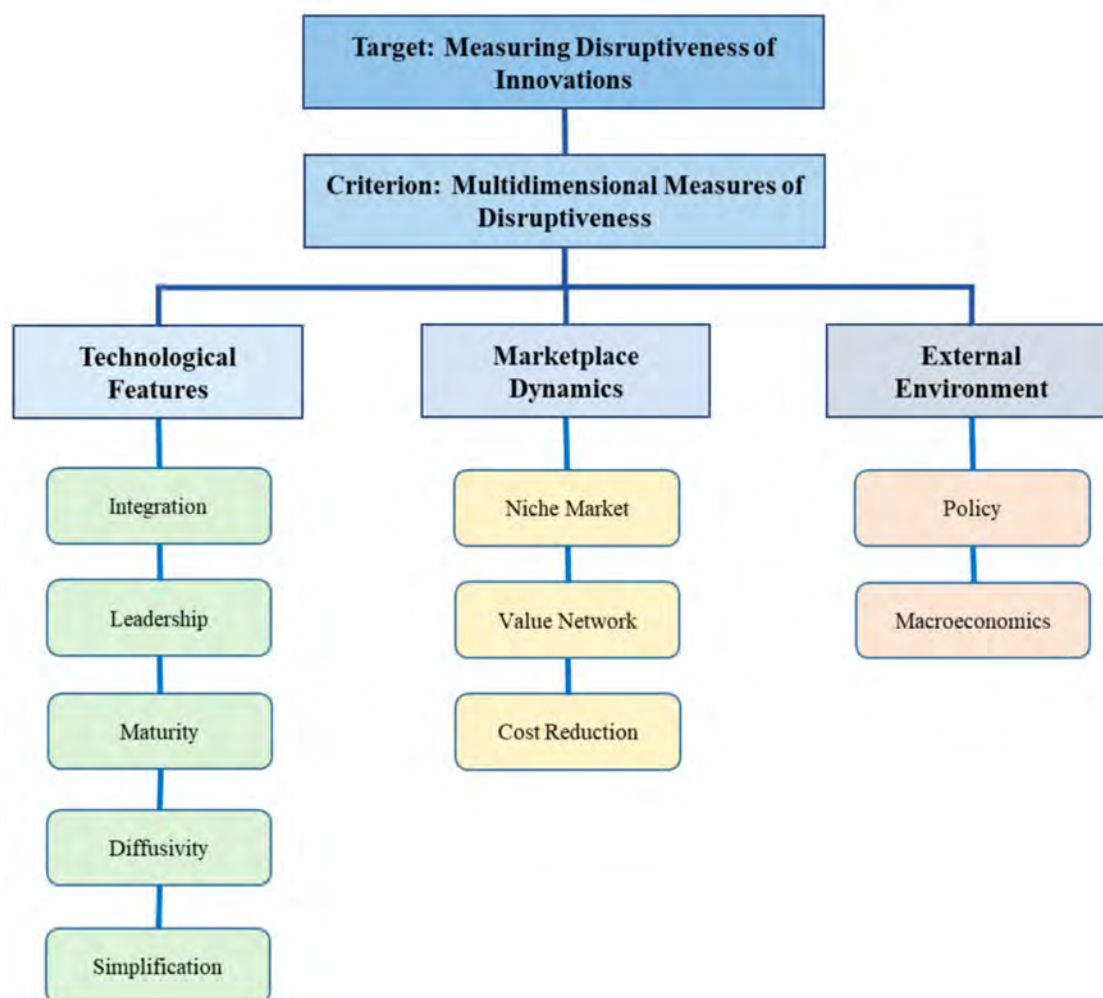 Target: Measuring Disruptiveness of
Innovations
Criterion: Multidimensional Measures of
Disruptiveness
Technological
Features
Marketplace
Dynamics
External
Environment
Integration
Niche Market
Policy
Leadership
Value Network
Macroeconomics
Maturity
Cost Reduction
Diffusivity
Simplification